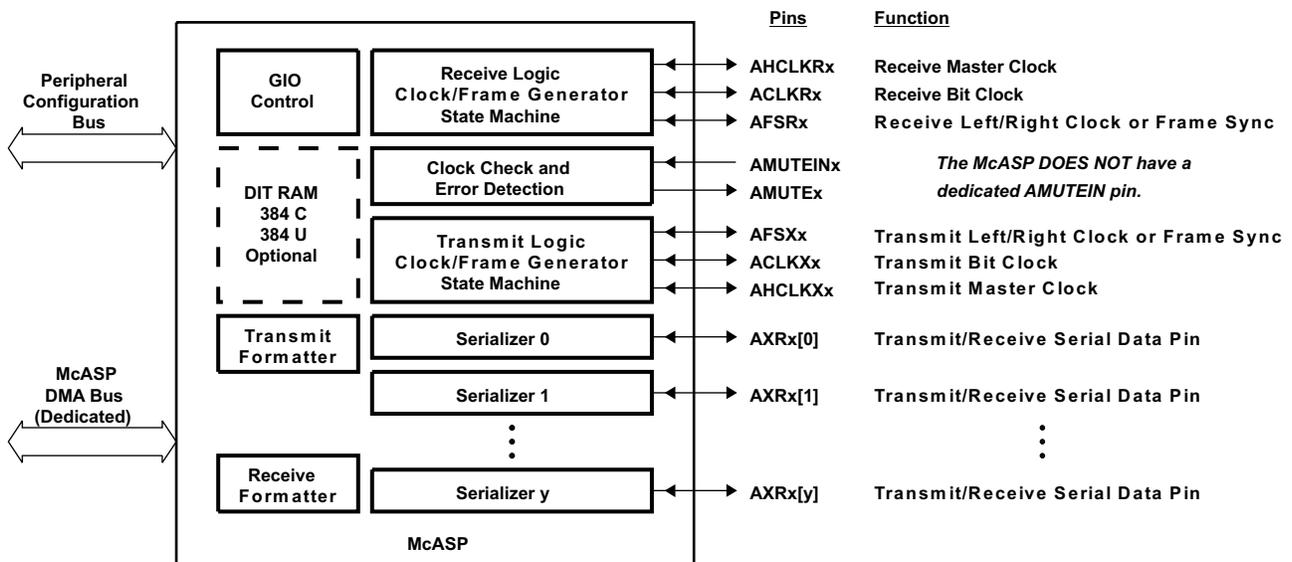 Pins Function
Peripheral
Configuration
Bus
GIO
Control
Receive Logic
Clock/Frame Generator
State Machine
AHCLKRx Receive Master Clock
ACLKRx Receive Bit Clock
AFSRx Receive Left/Right Clock or Frame Sync
DIT RAM
384 C
384 U
Optional
Clock Check and
Error Detection
AMUTEINx
AMUTEx
The McASP DOES NOT have a
dedicated AMUTEIN pin.
Transmit Logic
Clock/Frame Generator
State Machine
AFSXx Transmit Left/Right Clock or Frame Sync
ACLKXx Transmit Bit Clock
AHCLKXx Transmit Master Clock
Transmit
Formatter
Serializer 0
AXRx[0] Transmit/Receive Serial Data Pin
McASP
DMA Bus
(Dedicated)
Serializer 1
AXRx[1] Transmit/Receive Serial Data Pin
Receive
Formatter
Serializer y
AXRx[y] Transmit/Receive Serial Data Pin
McASP